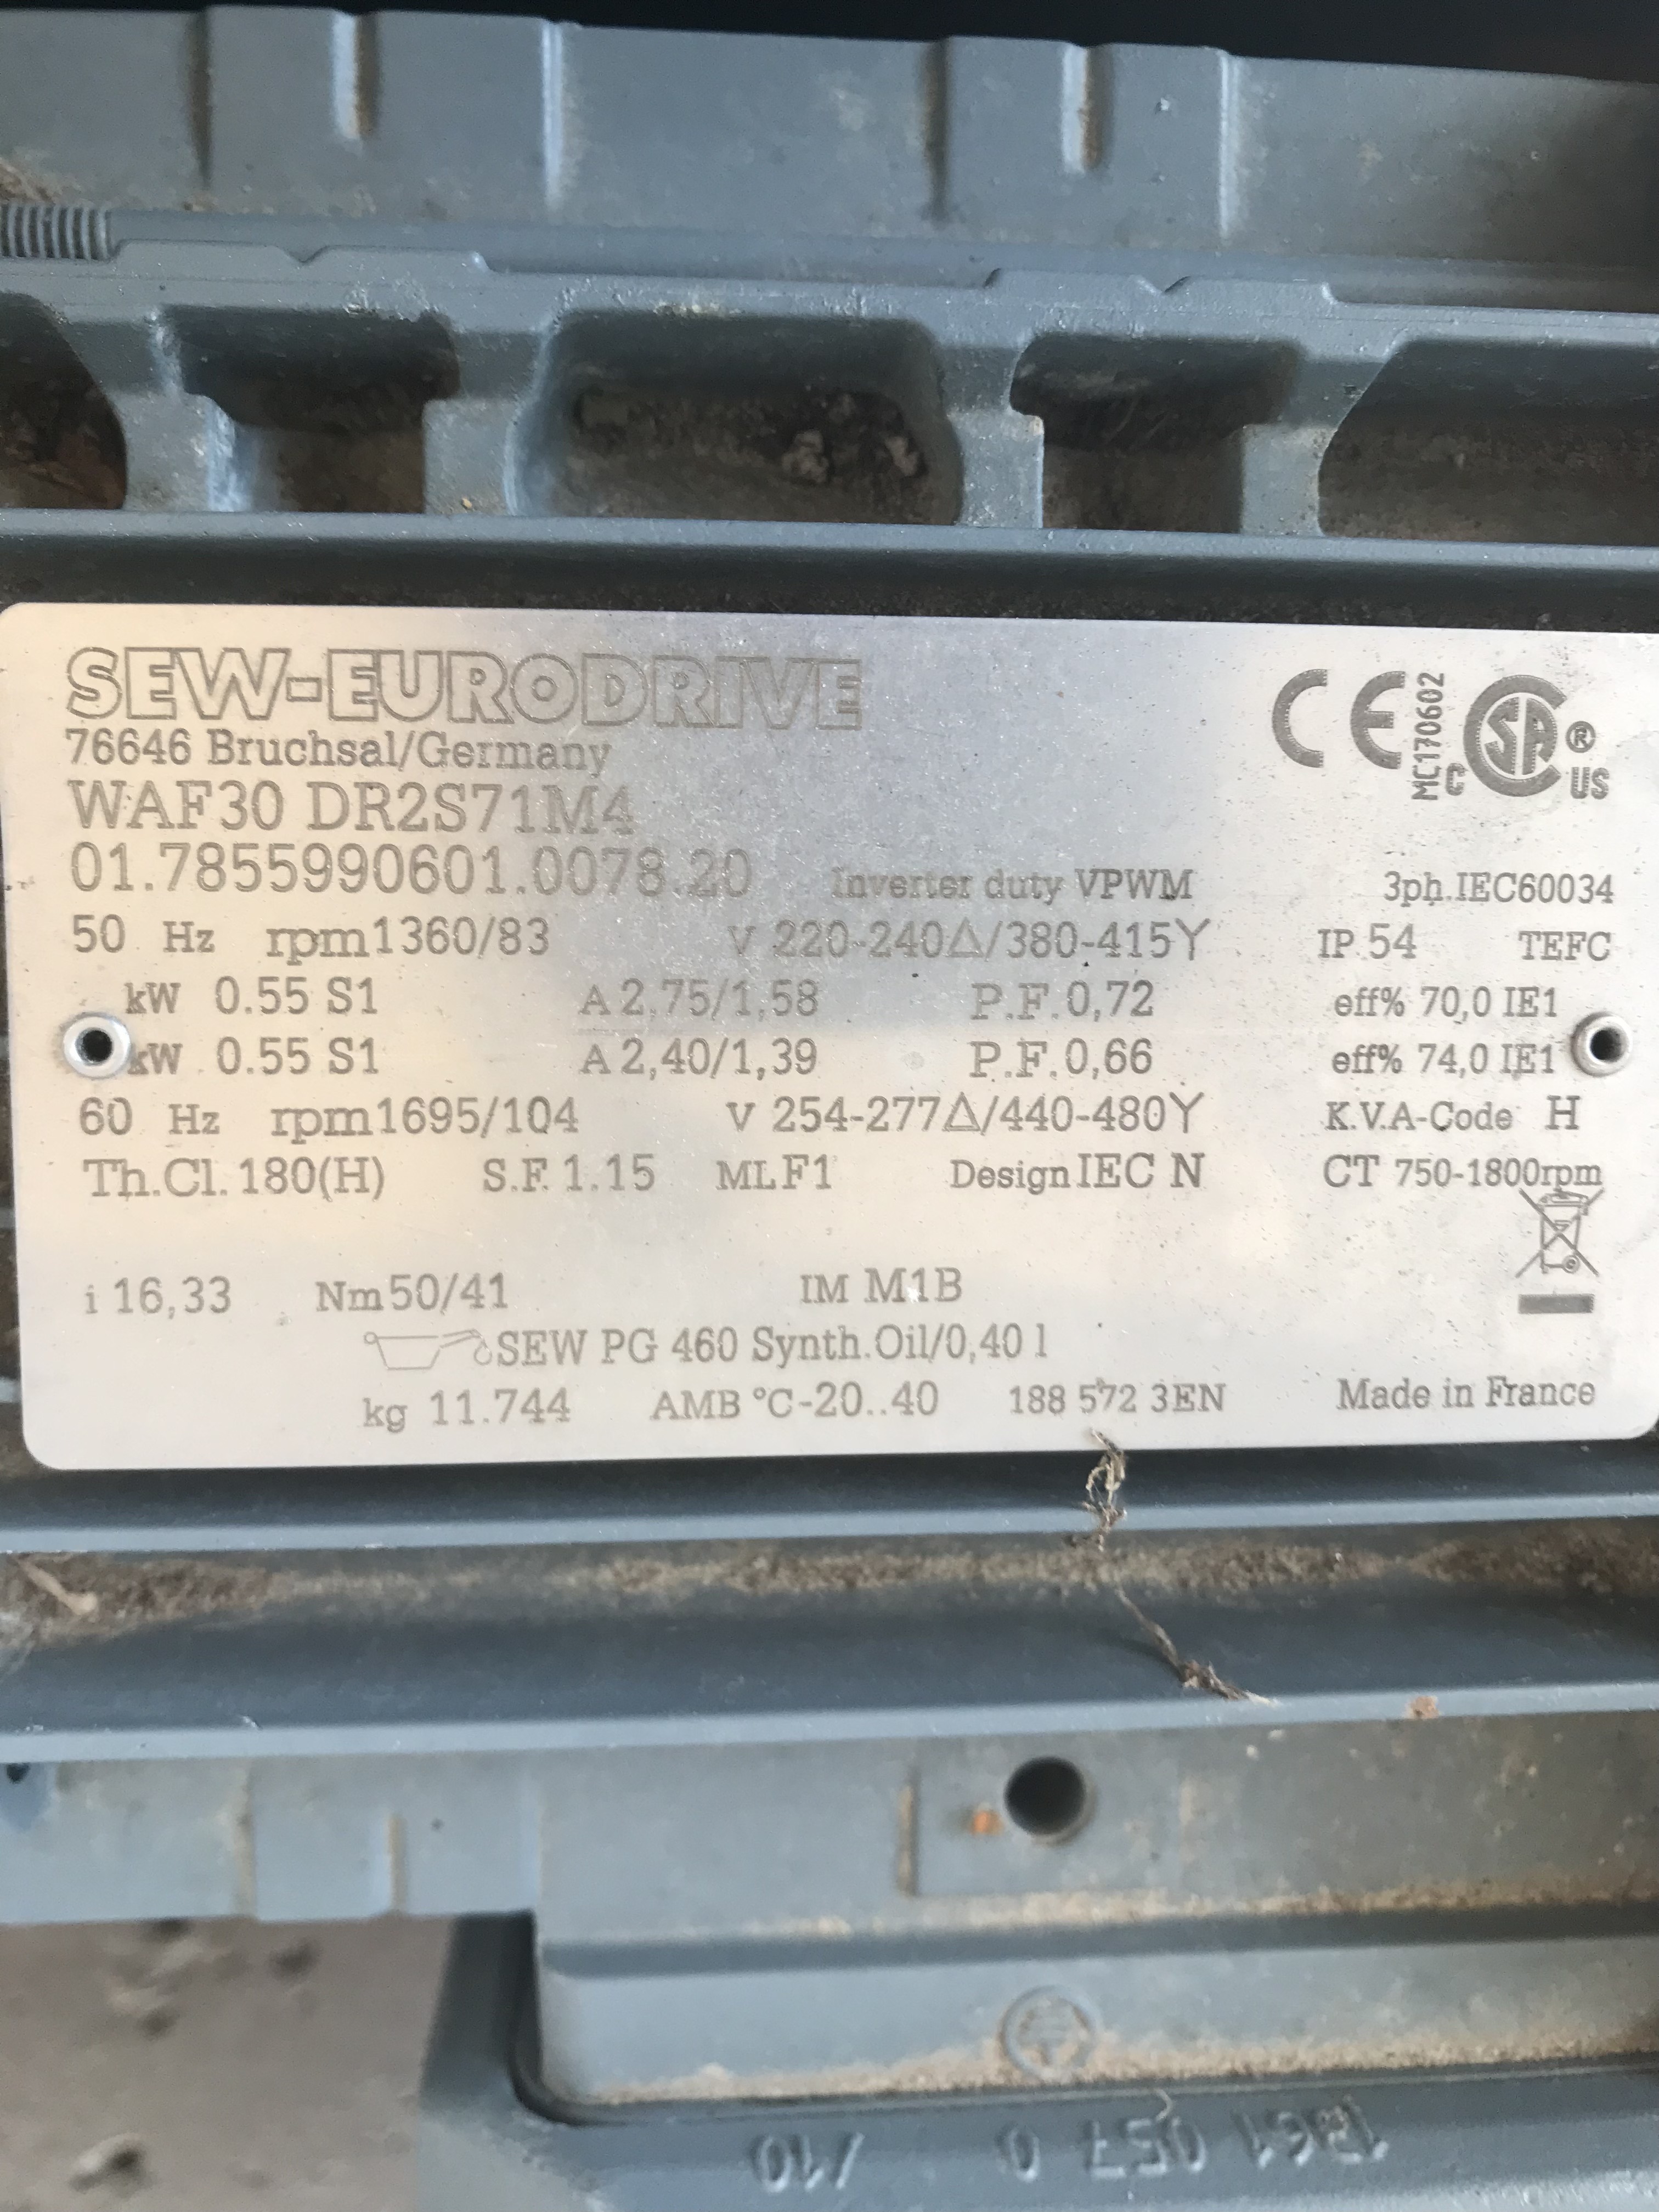 SEW-EURODRIVE
76646 Bruchsal/Germany
CE MC170602 C SA ® US
WAF30 DR2S71M4
01.7855990601.0078.20 Inverter duty VPWM 3ph.IEC60034
50 Hz rpm1360/83 V 220-240Δ/380-415Y IP 54 TEFC
kW 0.55 S1 A 2,75/1,58 P.F. 0,72 eff% 70,0 IE1
kW 0.55 S1 A 2,40/1,39 P.F. 0,66 eff% 74,0 IE1
60 Hz rpm1695/104 V 254-277Δ/440-480Y K.V.A-Code H
Th.Cl. 180(H) S.F. 1.15 MLF1 Design IEC N CT 750-1800rpm
i 16,33 Nm 50/41 IM M1B
SEW PG 460 Synth.Oil/0,40 l
kg 11.744 AMB °C -20..40 188 572 3EN Made in France